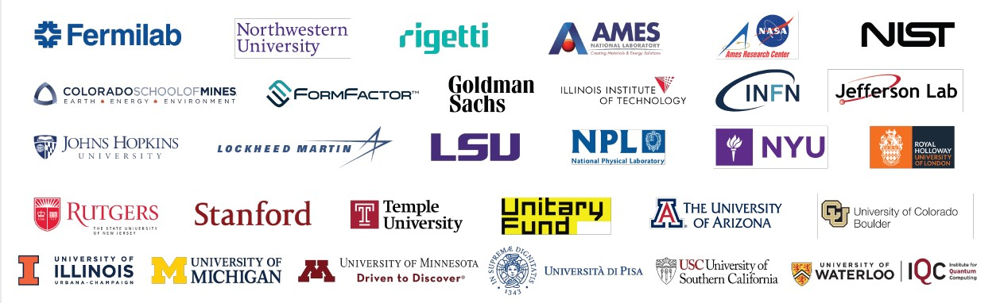 Fermilab
Northwestern
University
rigetti
AMES
NATIONAL LABORATORY
Creating Materials & Energy Solutions
NASA
Ames Research Center
NIST
COLORADOSCHOOLOFMINES
EARTH • ENERGY • ENVIRONMENT
FORMFACTOR™
Goldman
Sachs
ILLINOIS INSTITUTE
OF TECHNOLOGY
INFN
Jefferson Lab
JOHNS HOPKINS
UNIVERSITY
LOCKHEED MARTIN
LSU
NPL
National Physical Laboratory
NYU
ROYAL
HOLLOWAY
UNIVERSITY
OF LONDON
RUTGERS
THE STATE UNIVERSITY
OF NEW JERSEY
Stanford
T
Temple
University
Unitary
Fund
A
THE UNIVERSITY
OF ARIZONA
CU
University of Colorado
Boulder
I
UNIVERSITY OF
ILLINOIS
URBANA-CHAMPAIGN
M
UNIVERSITY OF
MICHIGAN
M
UNIVERSITY OF MINNESOTA
Driven to Discover®
IN SUPREMÆ DIGNITATIS
• 1343 •
UNIVERSITÀ DI PISA
USC University of
Southern California
UNIVERSITY OF
WATERLOO
IQC
Institute for
Quantum
Computing